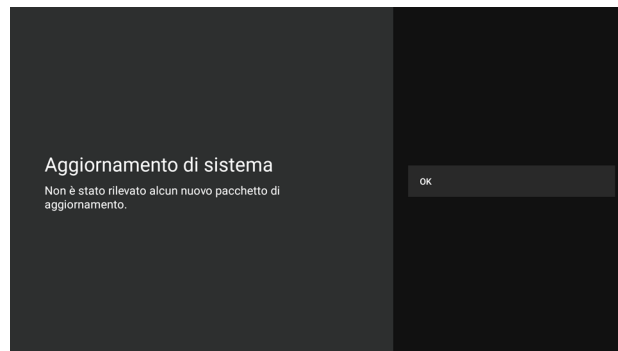 Aggiornamento di sistema
Non è stato rilevato alcun nuovo pacchetto di
aggiornamento.
OK